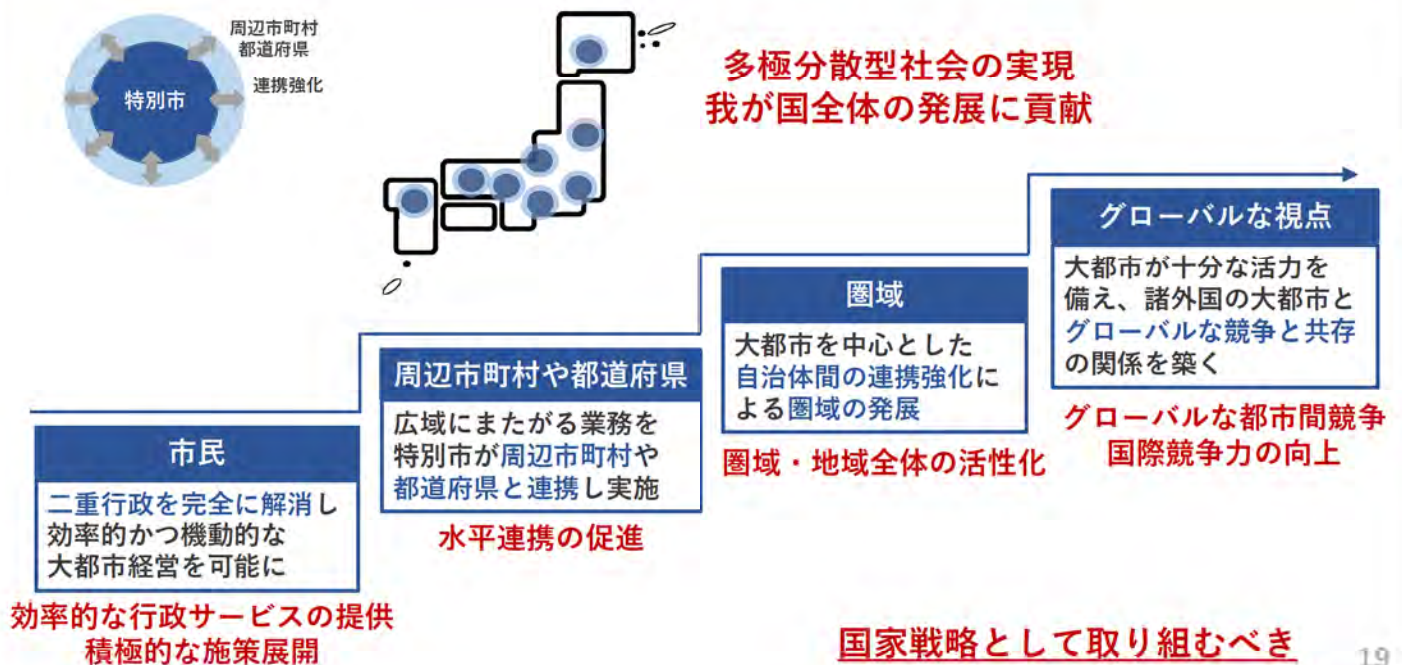 周辺市町村
都道府県
連携強化
特別市
多極分散型社会の実現
我が国全体の発展に貢献
市民
二重行政を完全に解消し
効率的かつ機動的な
大都市経営を可能に
効率的な行政サービスの提供
積極的な施策展開
周辺市町村や都道府県
広域にまたがる業務を
特別市が周辺市町村や
都道府県と連携し実施
水平連携の促進
圏域
大都市を中心とした
自治体間の連携強化に
よる圏域の発展
圏域・地域全体の活性化
グローバルな視点
大都市が十分な活力を
備え、諸外国の大都市と
グローバルな競争と共存
の関係を築く
グローバルな都市間競争
国際競争力の向上
国家戦略として取り組むべき
19